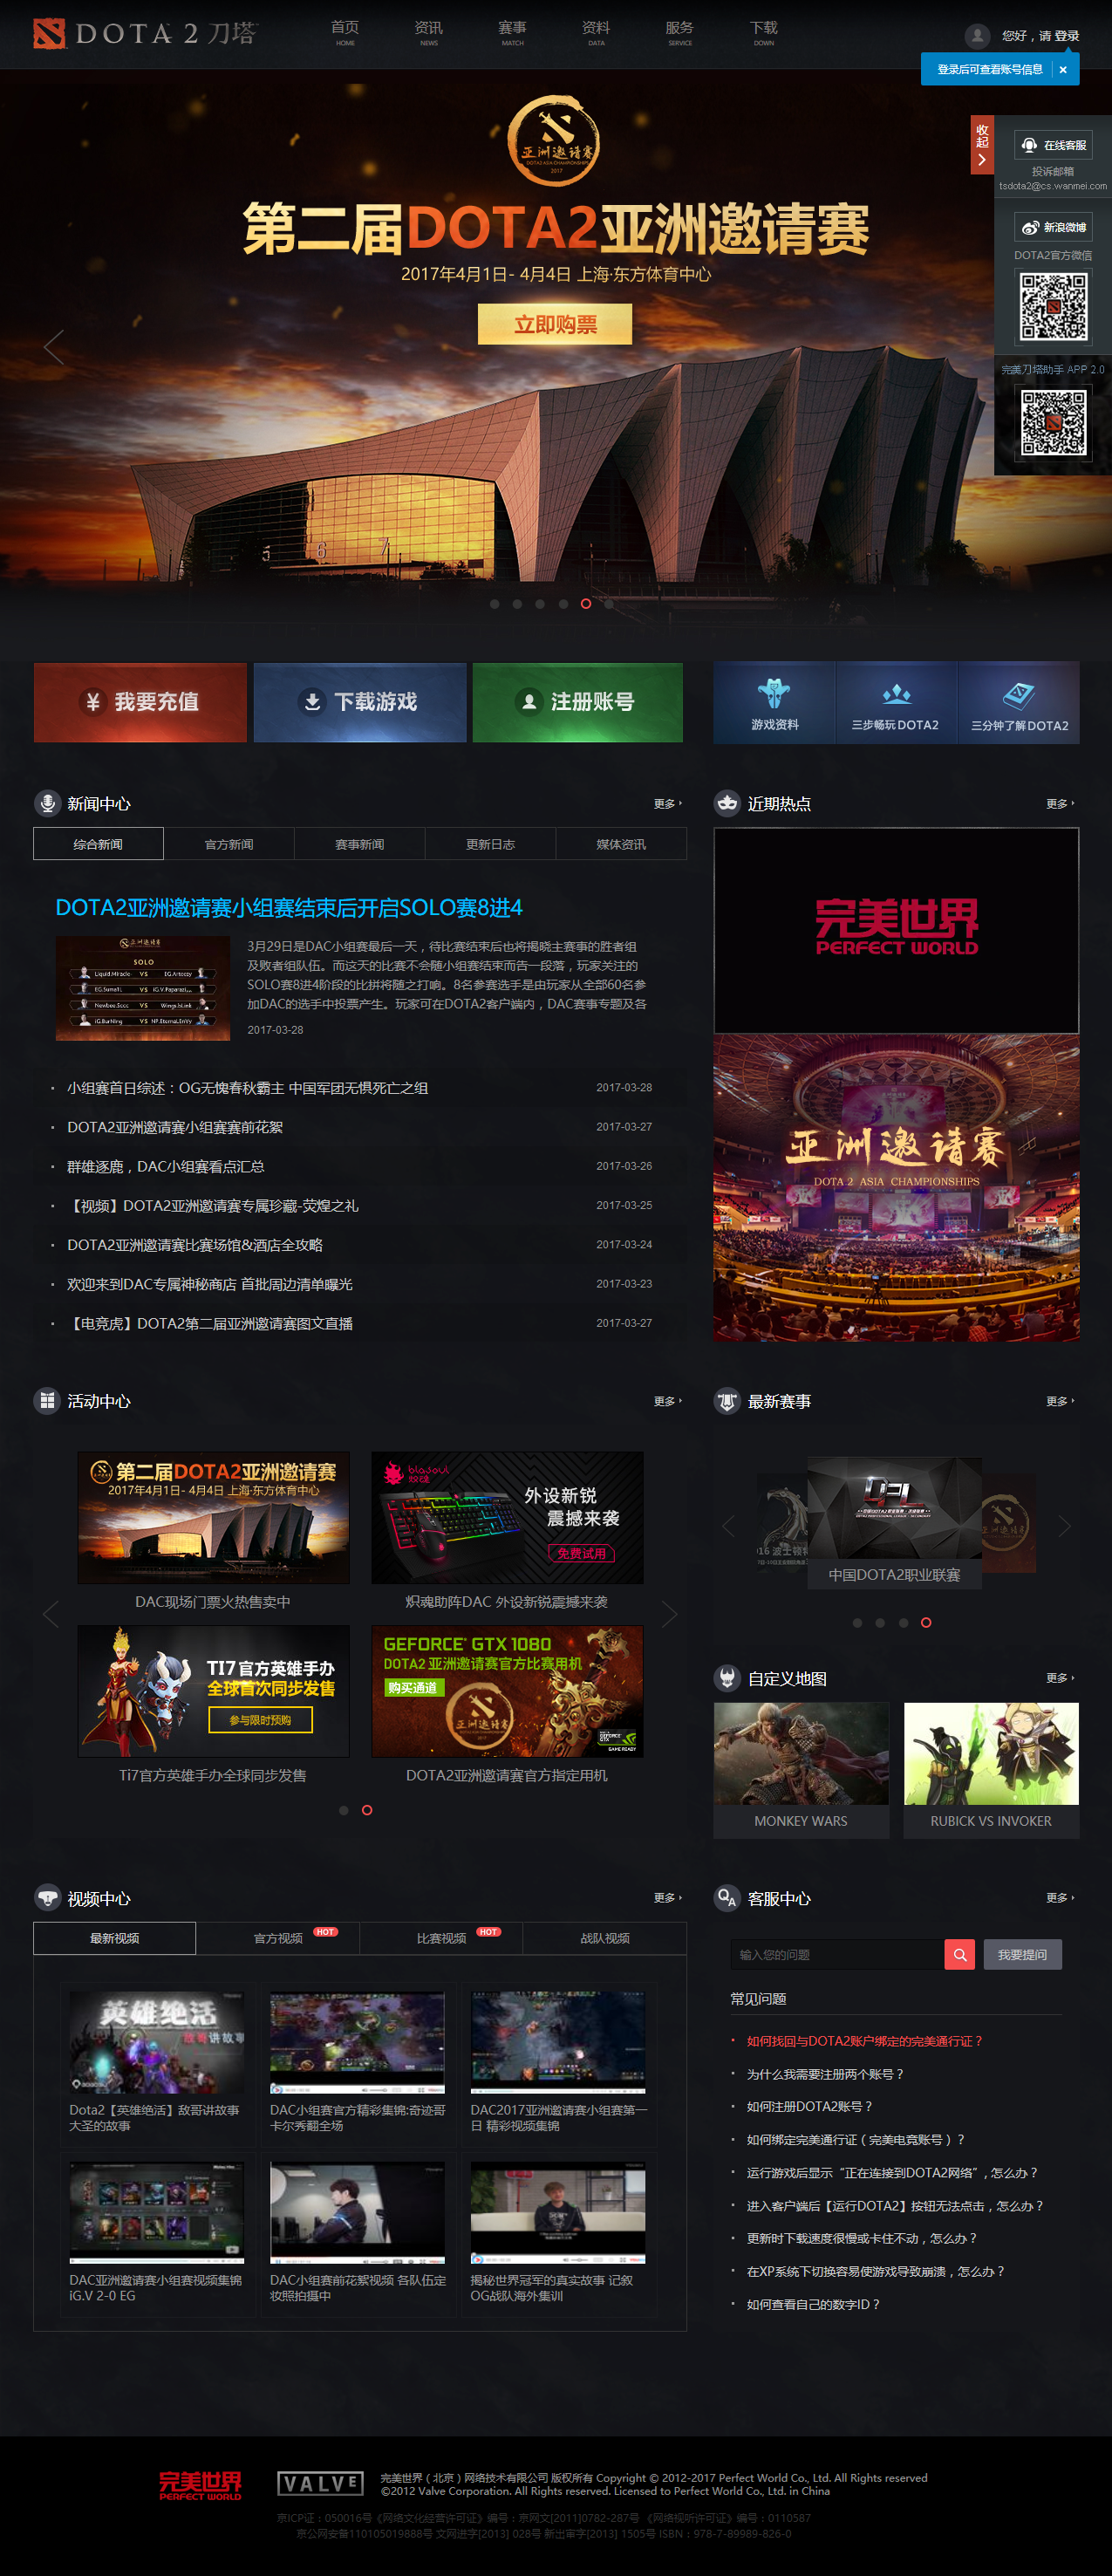 DOTA 2 刀塔
首页
HOME
资讯
NEWS
赛事
MATCH
资料
DATA
服务
SERVICE
下载
DOWN
您好，请 登录
登录后可查看账号信息 ×
收起
在线客服
投诉邮箱
tsdota2@cs.wanmei.com
新浪微博
DOTA2官方微信
完美刀塔助手 APP 2.0
亚洲邀请赛
DOTA2 ASIA CHAMPIONSHIPS
2017
第二届DOTA2亚洲邀请赛
2017年4月1日- 4月4日 上海·东方体育中心
立即购票
5 6 7
我要充值
下载游戏
注册账号
游戏资料
三步畅玩DOTA2
三分钟了解DOTA2
新闻中心
更多
综合新闻
官方新闻
赛事新闻
更新日志
媒体资讯
DOTA2亚洲邀请赛小组赛结束后开启SOLO赛8进4
SOLO
Liquid.Miracle VS IG.Arteezy
EG.Suma1L VS iG.V.Paparazi
Newbee.Sccc VS Wings.hiLink
iG.BurNing VS NP.EternaLEnVy
3月29日是DAC小组赛最后一天，待比赛结束后也将揭晓主赛事的胜者组
及败者组队伍。而这天的比赛不会随小组赛结束而告一段落，玩家关注的
SOLO赛8进4阶段的比拼将随之打响。8名参赛选手是由玩家从全部60名参
加DAC的选手中投票产生。玩家可在DOTA2客户端内，DAC赛事专题及各
2017-03-28
小组赛首日综述：OG无愧春秋霸主 中国军团无惧死亡之组
2017-03-28
DOTA2亚洲邀请赛小组赛赛前花絮
2017-03-27
群雄逐鹿，DAC小组赛看点汇总
2017-03-26
【视频】DOTA2亚洲邀请赛专属珍藏-荧煌之礼
2017-03-25
DOTA2亚洲邀请赛比赛场馆&酒店全攻略
2017-03-24
欢迎来到DAC专属神秘商店 首批周边清单曝光
2017-03-23
【电竞虎】DOTA2第二届亚洲邀请赛图文直播
2017-03-27
近期热点
更多
完美世界
PERFECT WORLD
亚洲邀请赛
DOTA 2 ASIA CHAMPIONSHIPS
活动中心
更多
第二届DOTA2亚洲邀请赛
2017年4月1日- 4月4日 上海·东方体育中心
DAC现场门票火热售卖中
blasoul
炽魂
外设新锐
震撼来袭
免费试用
炽魂助阵DAC 外设新锐震撼来袭
TI7官方英雄手办
全球首次同步发售
参与限时预购
Ti7官方英雄手办全球同步发售
GEFORCE GTX 1080
DOTA2 亚洲邀请赛官方比赛用机
购买通道
亚洲邀请赛
GEFORCE
GTX
GAME READY
DOTA2亚洲邀请赛官方指定用机
最新赛事
更多
中国DOTA2职业联赛
自定义地图
更多
MONKEY WARS
RUBICK VS INVOKER
视频中心
更多
最新视频
官方视频 HOT
比赛视频 HOT
战队视频
英雄绝活
敌哥讲故事
Dota2【英雄绝活】敌哥讲故事
大圣的故事
DAC小组赛官方精彩集锦:奇迹哥
卡尔秀翻全场
DAC2017亚洲邀请赛小组赛第一
日 精彩视频集锦
DAC亚洲邀请赛小组赛视频集锦
iG.V 2-0 EG
DAC小组赛前花絮视频 各队伍定
妆照拍摄中
揭秘世界冠军的真实故事 记叙
OG战队海外集训
客服中心
更多
输入您的问题
我要提问
常见问题
如何找回与DOTA2账户绑定的完美通行证？
为什么我需要注册两个账号？
如何注册DOTA2账号？
如何绑定完美通行证（完美电竞账号）？
运行游戏后显示“正在连接到DOTA2网络”, 怎么办？
进入客户端后【运行DOTA2】按钮无法点击，怎么办？
更新时下载速度很慢或卡住不动，怎么办？
在XP系统下切换容易使游戏导致崩溃，怎么办？
如何查看自己的数字ID？
完美世界
PERFECT WORLD
VALVE
完美世界（北京）网络技术有限公司 版权所有 Copyright © 2012-2017 Perfect World Co., Ltd. All Rights reserved
©2012 Valve Corporation. All Rights reserved. Licensed to Perfect World Co., Ltd. in China
京ICP证：050016号《网络文化经营许可证》编号：京网文[2011]0782-287号 《网络视听许可证》编号：0110587
京公网安备110105019888号 文网进字[2013] 028号 新出审字[2013] 1505号 ISBN：978-7-89989-826-0